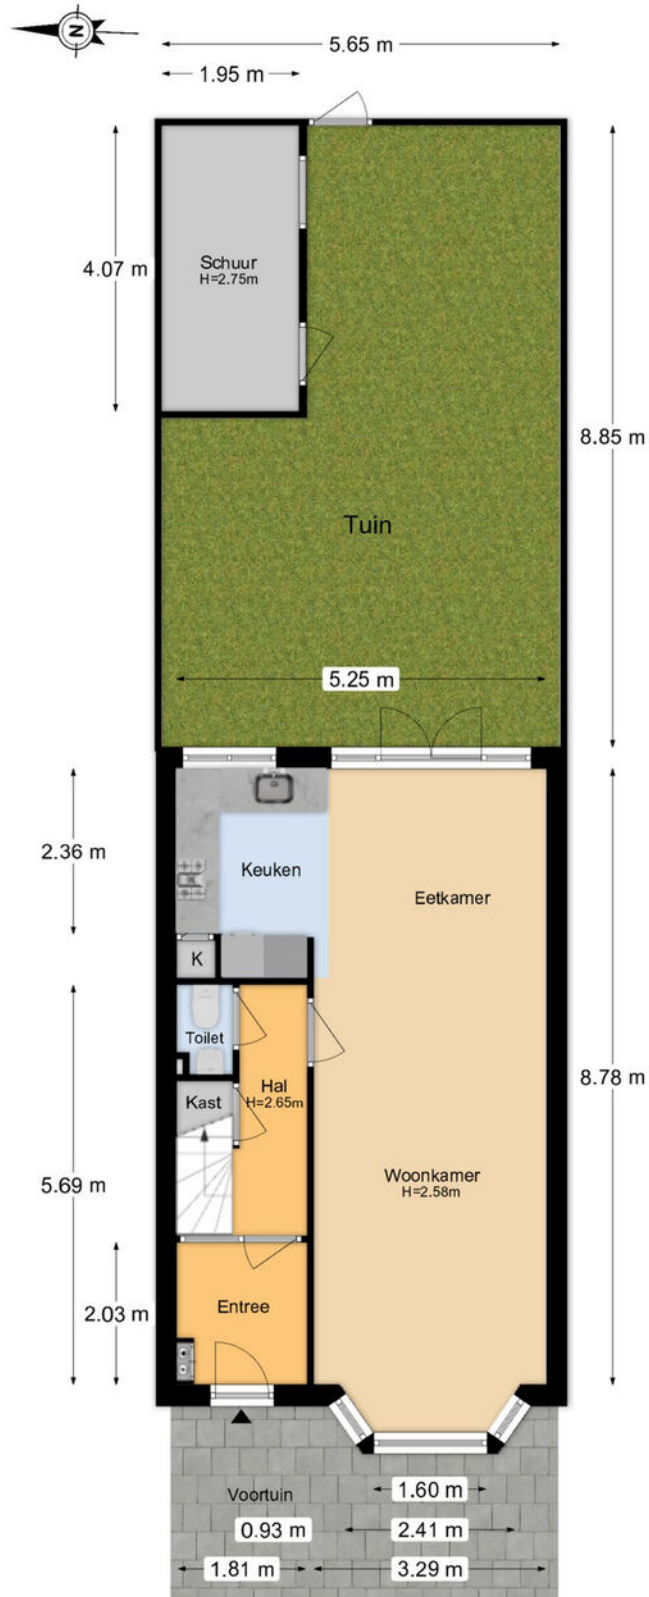 N
5.65 m
1.95 m
4.07 m
Schuur
H=2.75m
8.85 m
Tuin
5.25 m
2.36 m
Keuken
Eetkamer
K
Toilet
Hal
H=2.65m
8.78 m
Kast
5.69 m
Woonkamer
H=2.58m
2.03 m
Entree
Voortuin
1.60 m
0.93 m
2.41 m
1.81 m
3.29 m